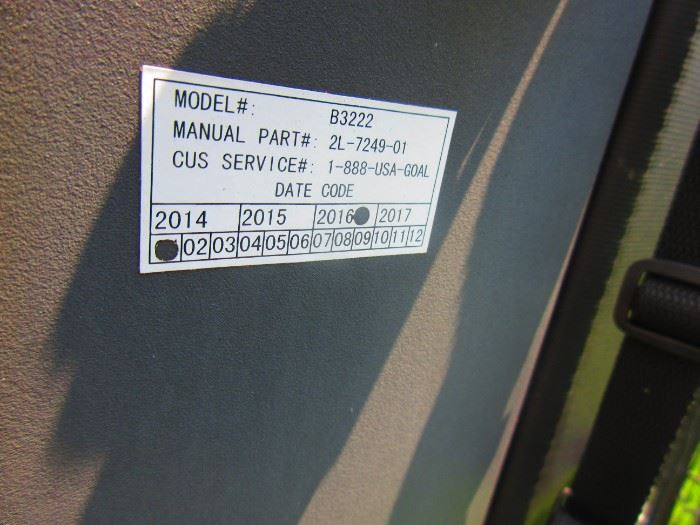 MODEL#: B3222
MANUAL PART#: 2L-7249-01
CUS SERVICE#: 1-888-USA-GOAL
DATE CODE
2014 2015 2016 2017
02 03 04 05 06 07 08 09 10 11 12